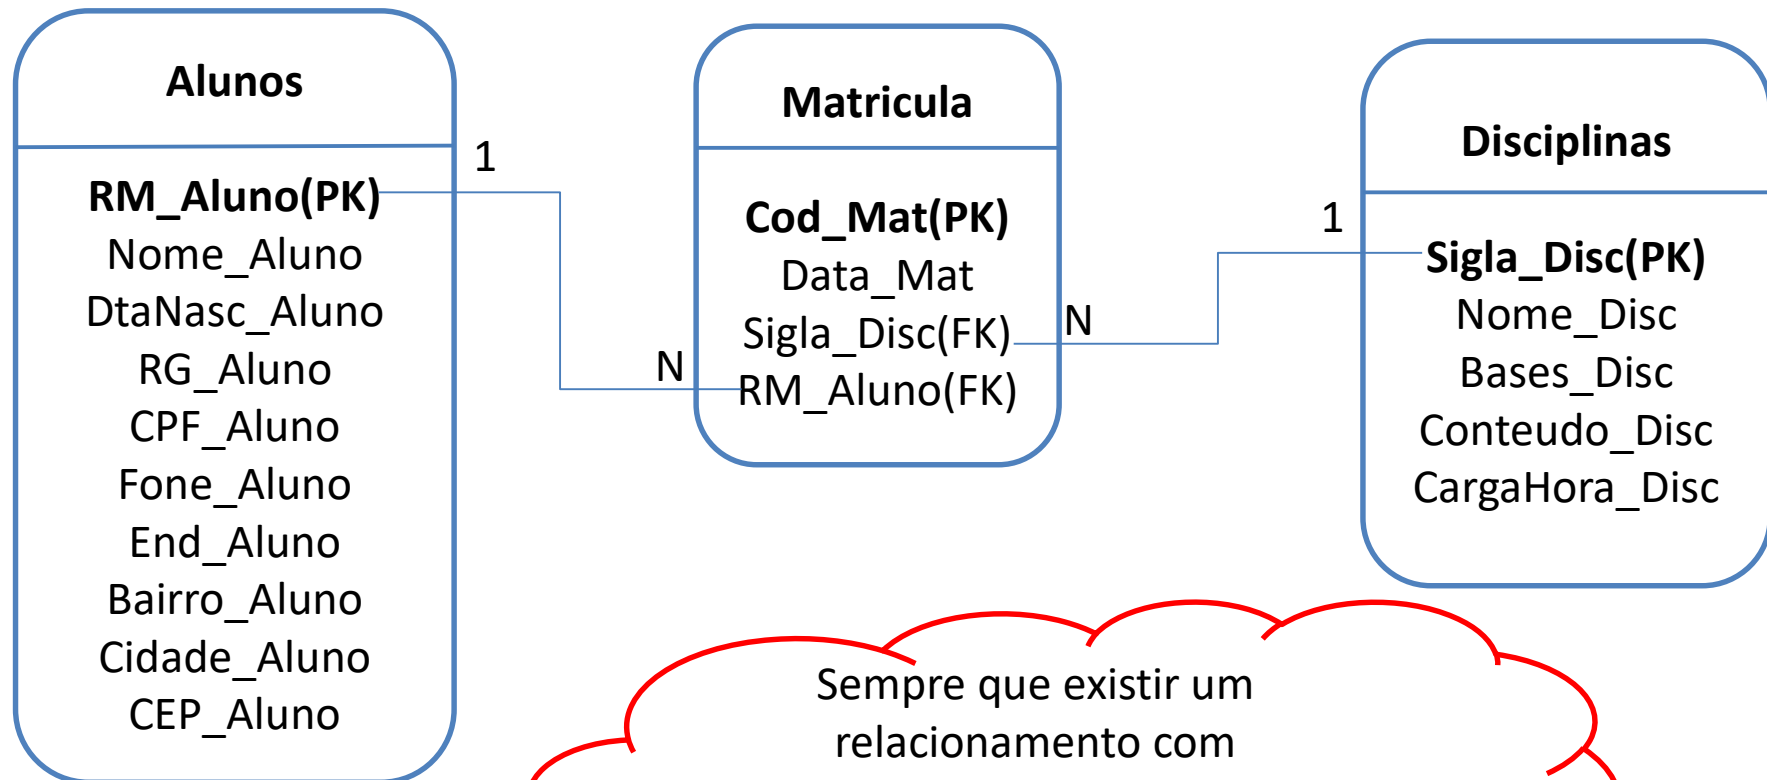 Alunos
RM_Aluno(PK)
Nome_Aluno
DtaNasc_Aluno
RG_Aluno
CPF_Aluno
Fone_Aluno
End_Aluno
Bairro_Aluno
Cidade_Aluno
CEP_Aluno
1
N
Matricula
Cod_Mat(PK)
Data_Mat
Sigla_Disc(FK)
RM_Aluno(FK)
N
1
Disciplinas
Sigla_Disc(PK)
Nome_Disc
Bases_Disc
Conteudo_Disc
CargaHora_Disc
Sempre que existir um
relacionamento com